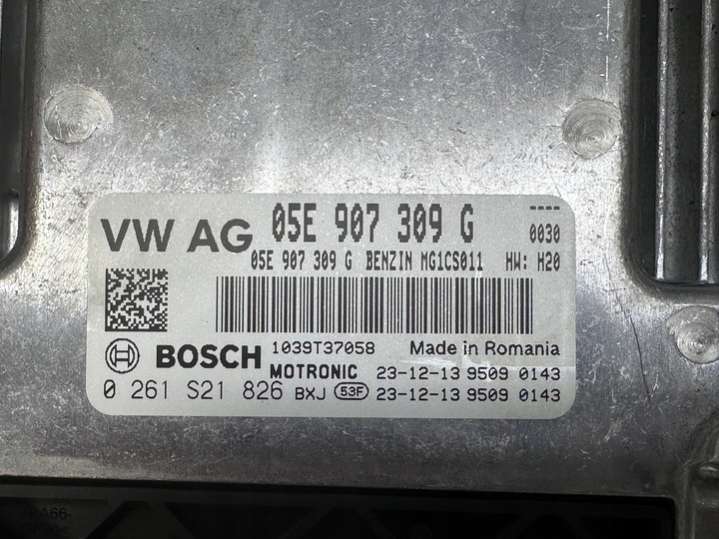 VW AG 05E 907 309 G ----
0030
05E 907 309 G BENZIN MG1CS011 HW: H20
BOSCH 1039T37058 Made in Romania
MOTRONIC 23-12-13 9509 0143
0 261 S21 826 BXJ 53F 23-12-13 9509 0143